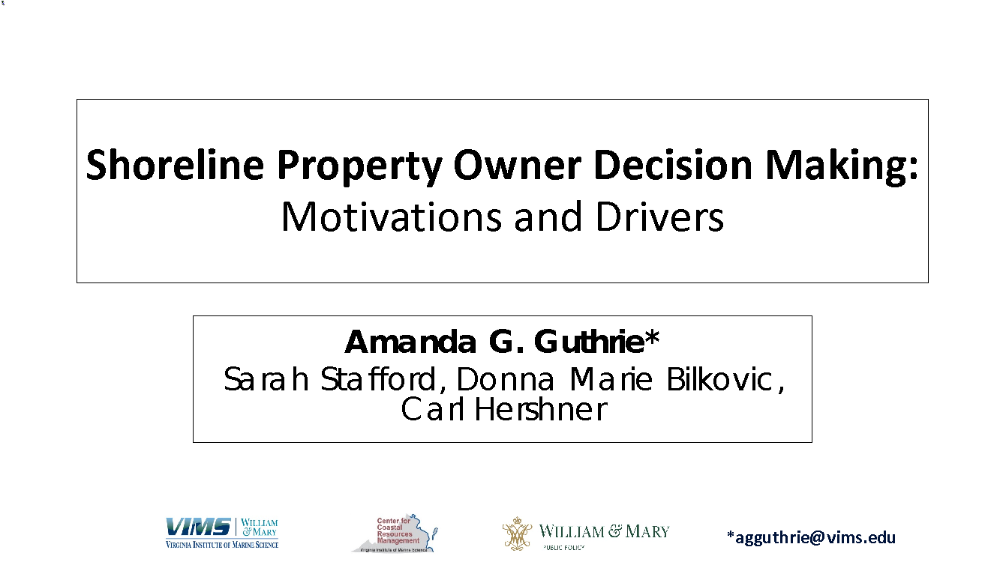 Shoreline Property Owner Decision Making:
Motivations and Drivers
Amanda G. Guthrie*
Sarah Stafford, Donna Marie Bilkovic,
Carl Hershner
VIMS | WILLIAM & MARY
VIRGINIA INSTITUTE OF MARINE SCIENCE
Center for
Coastal
Resources
Management
Virginia Institute of Marine Science
WILLIAM & MARY
PUBLIC POLICY
*agguthrie@vims.edu